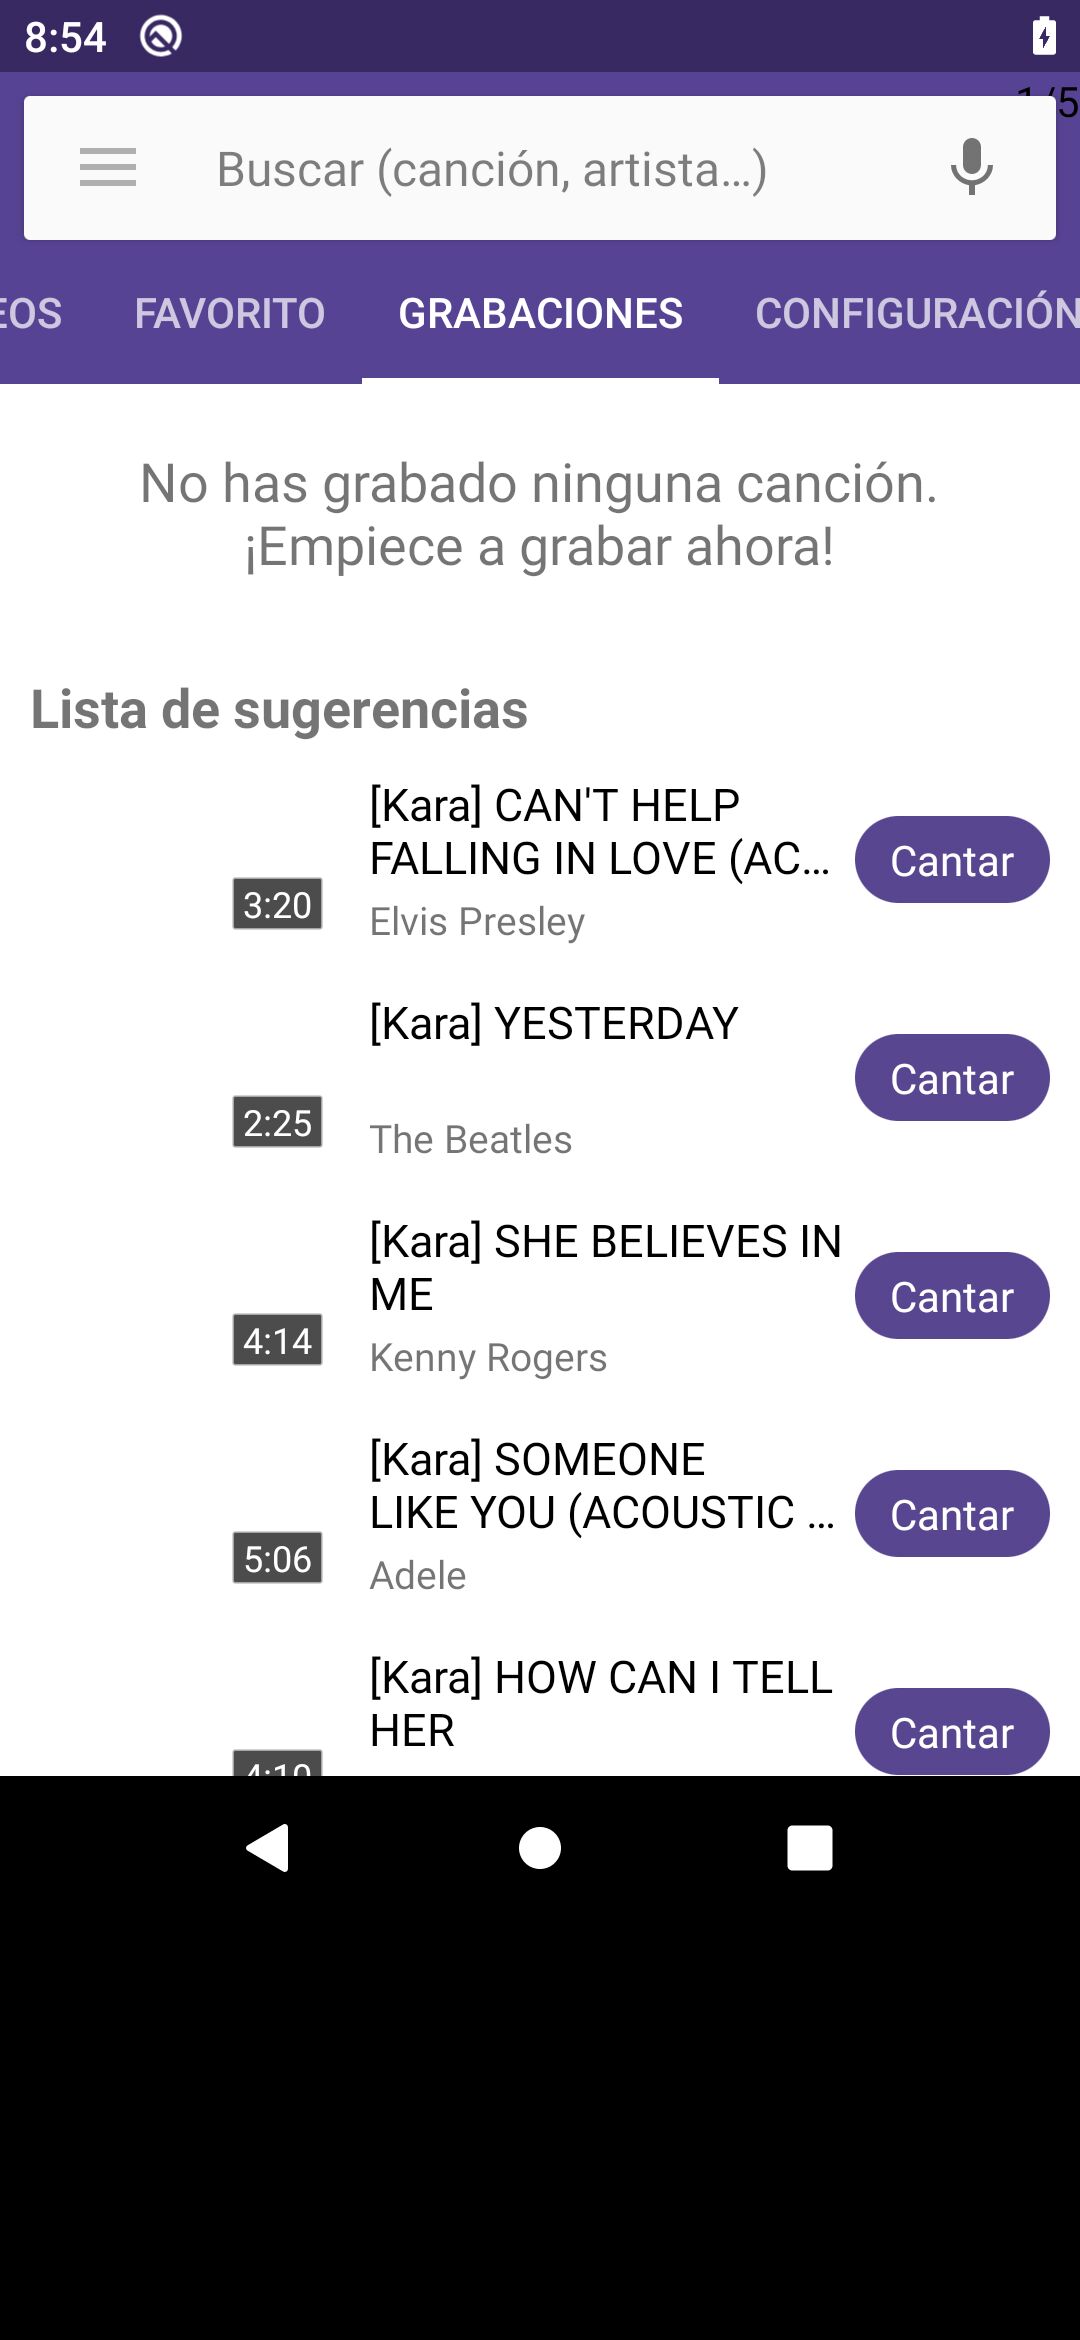 8:54
1/5
Buscar (canción, artista...)
EOS FAVORITO GRABACIONES CONFIGURACIÓN
No has grabado ninguna canción.
¡Empiece a grabar ahora!
Lista de sugerencias
[Kara] CAN'T HELP
FALLING IN LOVE (AC...
3:20
Elvis Presley
Cantar
[Kara] YESTERDAY
2:25
The Beatles
Cantar
[Kara] SHE BELIEVES IN
ME
4:14
Kenny Rogers
Cantar
[Kara] SOMEONE
LIKE YOU (ACOUSTIC ...
5:06
Adele
Cantar
[Kara] HOW CAN I TELL
HER
4:10
Cantar